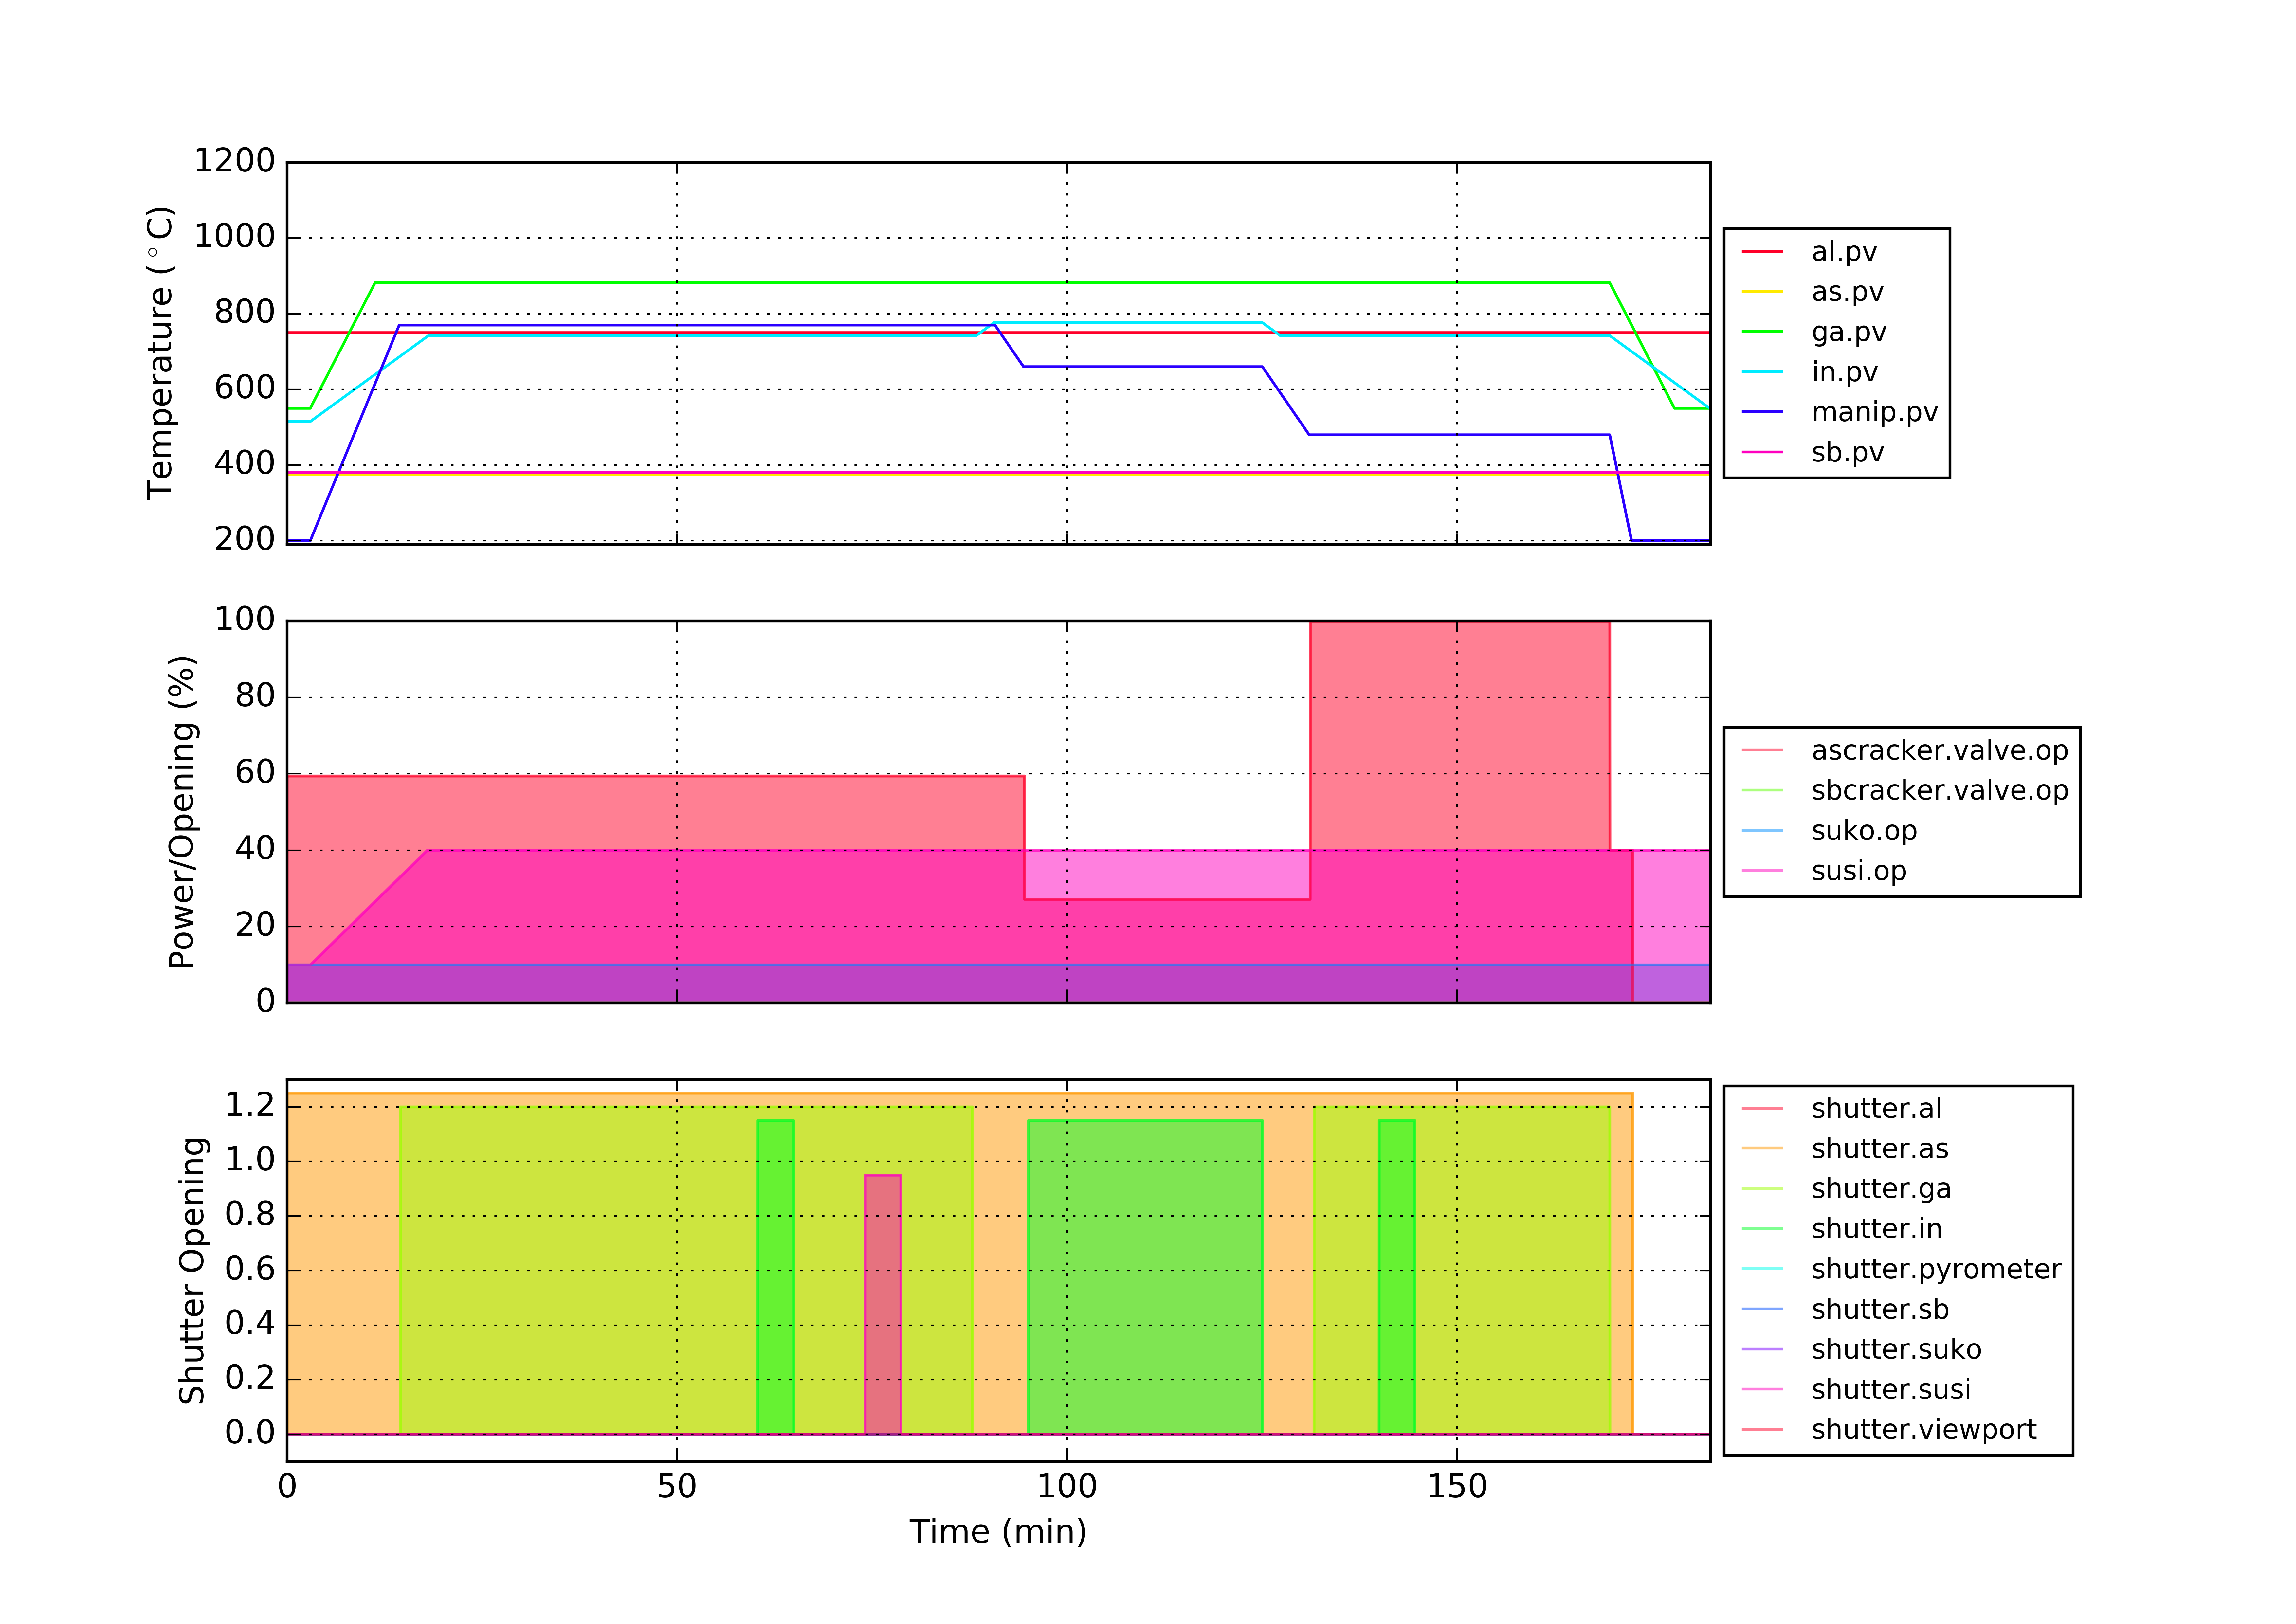 1200
1000
800
600
400
200
Temperature (°C)
al.pv
as.pv
ga.pv
in.pv
manip.pv
sb.pv
100
80
60
40
20
0
Power/Opening (%)
ascracker.valve.op
sbcracker.valve.op
suko.op
susi.op
1.2
1.0
0.8
0.6
0.4
0.2
0.0
Shutter Opening
shutter.al
shutter.as
shutter.ga
shutter.in
shutter.pyrometer
shutter.sb
shutter.suko
shutter.susi
shutter.viewport
0 50 100 150
Time (min)